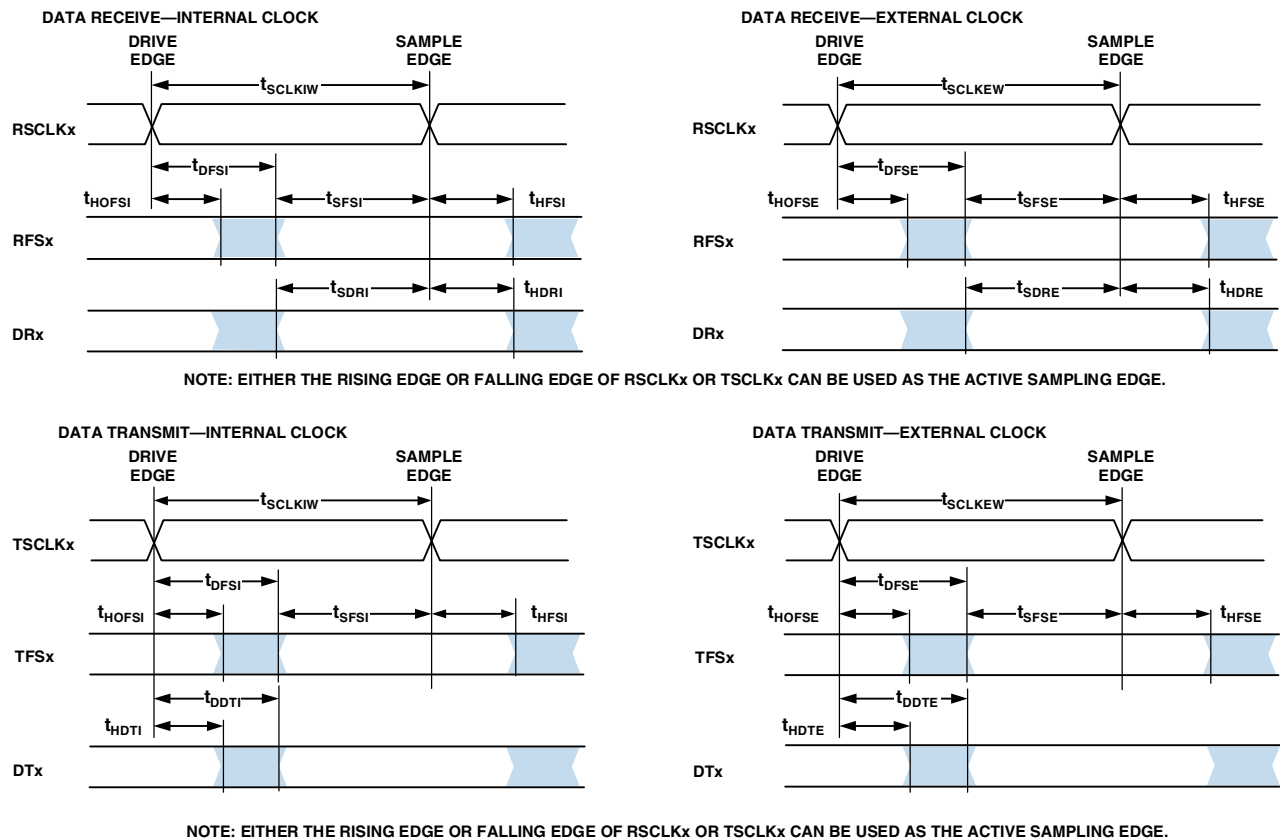 DATA RECEIVE—INTERNAL CLOCK
DRIVE
EDGE
SAMPLE
EDGE
tSCLKIW
RSCLKx
tDFSI
tHOFSI
tSFSI
tHFSI
RFSx
tSDRI
tHDRI
DRx
DATA RECEIVE—EXTERNAL CLOCK
DRIVE
EDGE
SAMPLE
EDGE
tSCLKEW
RSCLKx
tDFSE
tHOFSE
tSFSE
tHFSE
RFSx
tSDRE
tHDRE
DRx
NOTE: EITHER THE RISING EDGE OR FALLING EDGE OF RSCLKx OR TSCLKx CAN BE USED AS THE ACTIVE SAMPLING EDGE.
DATA TRANSMIT—INTERNAL CLOCK
DRIVE
EDGE
SAMPLE
EDGE
tSCLKIW
TSCLKx
tDFSI
tHOFSI
tSFSI
tHFSI
TFSx
tDDTI
tHDTI
DTx
DATA TRANSMIT—EXTERNAL CLOCK
DRIVE
EDGE
SAMPLE
EDGE
tSCLKEW
TSCLKx
tDFSE
tHOFSE
tSFSE
tHFSE
TFSx
tDDTE
tHDTE
DTx
NOTE: EITHER THE RISING EDGE OR FALLING EDGE OF RSCLKx OR TSCLKx CAN BE USED AS THE ACTIVE SAMPLING EDGE.